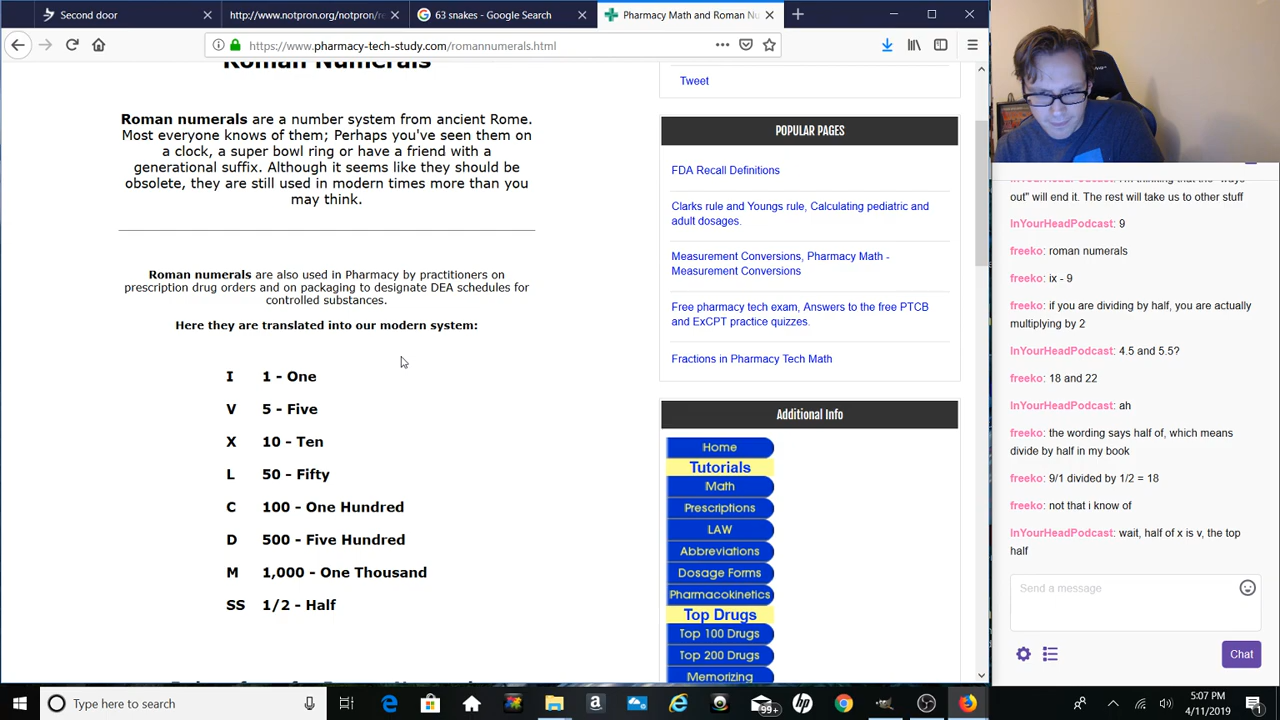 Second door
http://www.notpron.org/notpron/re
63 snakes - Google Search
Pharmacy Math and Roman Nu
https://www.pharmacy-tech-study.com/romannumerals.html
Roman Numerals
Roman numerals are a number system from ancient Rome.
Most everyone knows of them; Perhaps you've seen them on
a clock, a super bowl ring or have a friend with a
generational suffix. Although it seems like they should be
obsolete, they are still used in modern times more than you
may think.
Roman numerals are also used in Pharmacy by practitioners on
prescription drug orders and on packaging to designate DEA schedules for
controlled substances.
Here they are translated into our modern system:
I 1 - One
V 5 - Five
X 10 - Ten
L 50 - Fifty
C 100 - One Hundred
D 500 - Five Hundred
M 1,000 - One Thousand
SS 1/2 - Half
Tweet
POPULAR PAGES
FDA Recall Definitions
Clarks rule and Youngs rule, Calculating pediatric and
adult dosages.
Measurement Conversions, Pharmacy Math -
Measurement Conversions
Free pharmacy tech exam, Answers to the free PTCB
and ExCPT practice quizzes.
Fractions in Pharmacy Tech Math
Additional Info
Home
Tutorials
Math
Prescriptions
LAW
Abbreviations
Dosage Forms
Pharmacokinetics
Top Drugs
Top 100 Drugs
Top 200 Drugs
Memorizing
out" will end it. The rest will take us to other stuff
InYourHeadPodcast: 9
freeko: roman numerals
freeko: ix - 9
freeko: if you are dividing by half, you are actually
multiplying by 2
InYourHeadPodcast: 4.5 and 5.5?
freeko: 18 and 22
InYourHeadPodcast: ah
freeko: the wording says half of, which means
divide by half in my book
freeko: 9/1 divided by 1/2 = 18
freeko: not that i know of
InYourHeadPodcast: wait, half of x is v, the top
half
Send a message
Chat
Type here to search
99+
5:07 PM
4/11/2019